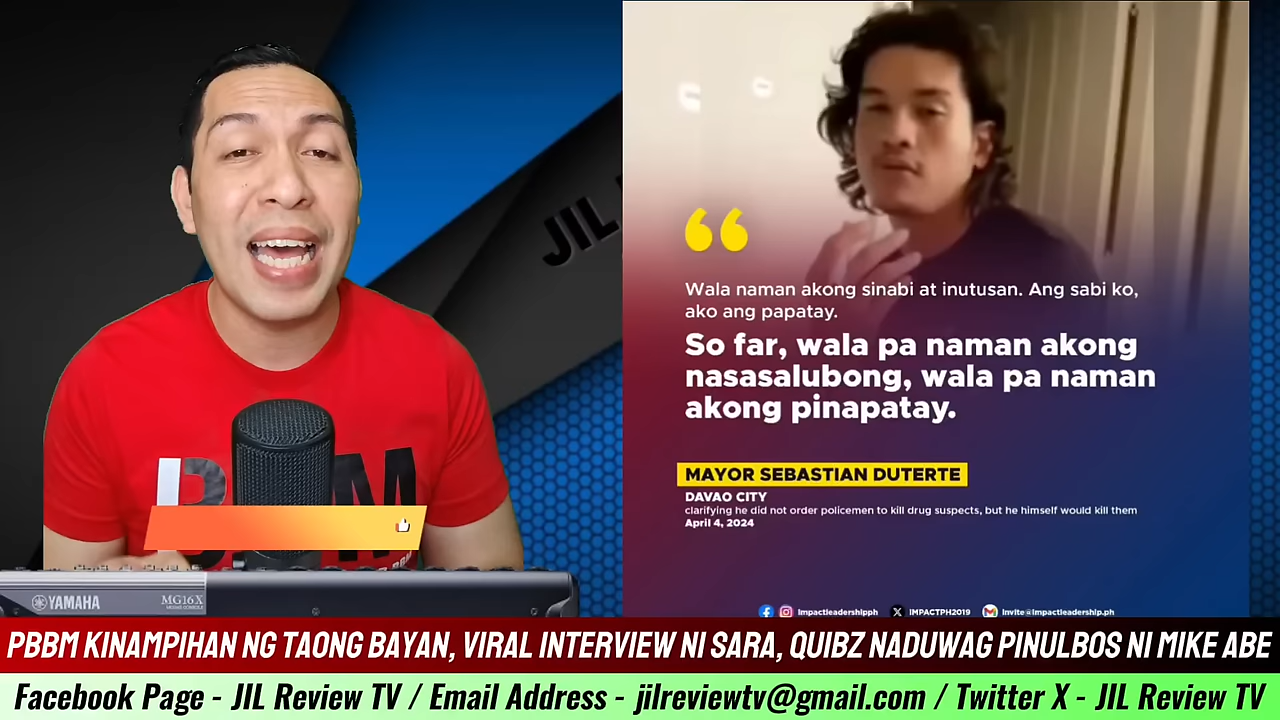 JIL
Wala naman akong sinabi at inutusan. Ang sabi ko,
ako ang papatay.
So far, wala pa naman akong
nasasalubong, wala pa naman
akong pinapatay.
MAYOR SEBASTIAN DUTERTE
DAVAO CITY
clarifying he did not order policemen to kill drug suspects, but he himself would kill them
April 4, 2024
Impactleadershipph IMPACTPH2019 Invite@Impactleadership.ph
YAMAHA MG16X
PBBM KINAMPIHAN NG TAONG BAYAN, VIRAL INTERVIEW NI SARA, QUIBZ NADUWAG PINULBOS NI MIKE ABE
Facebook Page - JIL Review TV / Email Address - jilreviewtv@gmail.com / Twitter X - JIL Review TV